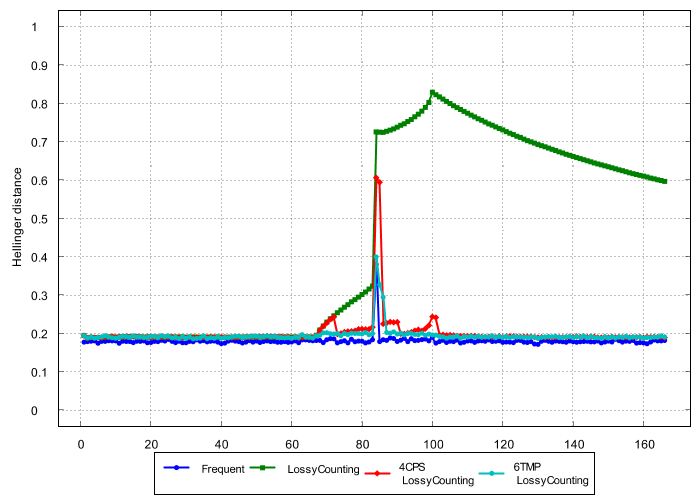 1
0.9
0.8
0.7
0.6
0.5
0.4
0.3
0.2
0.1
0
Hellinger distance
0 20 40 60 80 100 120 140 160
Frequent LossyCounting 4CPS 6TMP
LossyCounting LossyCounting